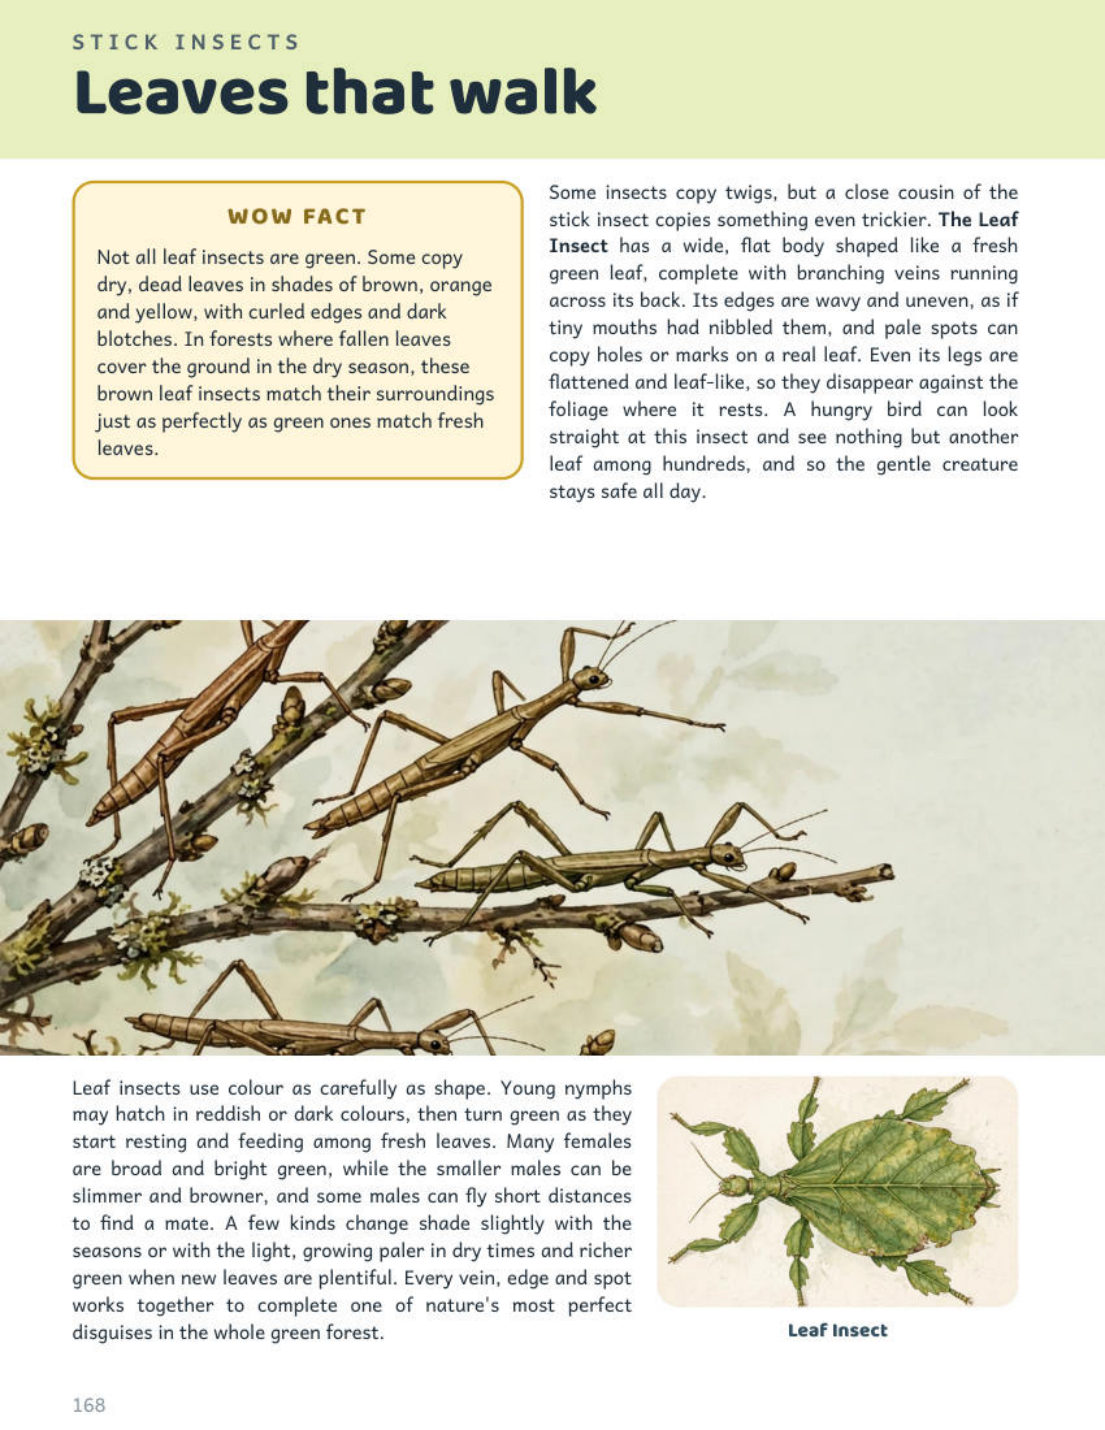 STICK INSECTS
Leaves that walk
WOW FACT
Not all leaf insects are green. Some copy
dry, dead leaves in shades of brown, orange
and yellow, with curled edges and dark
blotches. In forests where fallen leaves
cover the ground in the dry season, these
brown leaf insects match their surroundings
just as perfectly as green ones match fresh
leaves.
Some insects copy twigs, but a close cousin of the
stick insect copies something even trickier. The Leaf
Insect has a wide, flat body shaped like a fresh
green leaf, complete with branching veins running
across its back. Its edges are wavy and uneven, as if
tiny mouths had nibbled them, and pale spots can
copy holes or marks on a real leaf. Even its legs are
flattened and leaf-like, so they disappear against the
foliage where it rests. A hungry bird can look
straight at this insect and see nothing but another
leaf among hundreds, and so the gentle creature
stays safe all day.
Leaf insects use colour as carefully as shape. Young nymphs
may hatch in reddish or dark colours, then turn green as they
start resting and feeding among fresh leaves. Many females
are broad and bright green, while the smaller males can be
slimmer and browner, and some males can fly short distances
to find a mate. A few kinds change shade slightly with the
seasons or with the light, growing paler in dry times and richer
green when new leaves are plentiful. Every vein, edge and spot
works together to complete one of nature's most perfect
disguises in the whole green forest.
Leaf Insect
168